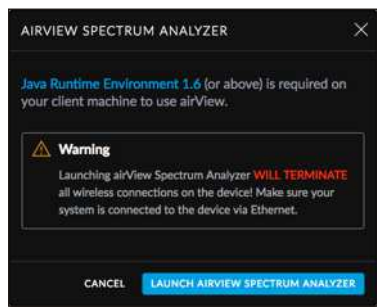 AIRVIEW SPECTRUM ANALYZER
Java Runtime Environment 1.6 (or above) is required on
your client machine to use airView.
Warning
Launching airView Spectrum Analyzer WILL TERMINATE
all wireless connections on the device! Make sure your
system is connected to the device via Ethernet.
CANCEL LAUNCH AIRVIEW SPECTRUM ANALYZER